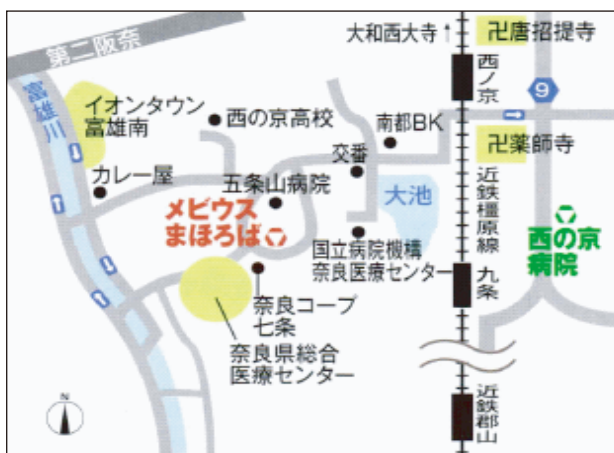 第二阪奈
大和西大寺↑
卍唐招提寺
西ノ京
9
富雄川
イオンタウン
富雄南
西の京高校
南都BK
交番
卍薬師寺
カレー屋
五条山病院
大池
近鉄橿原線
メビウス
まほろば
国立病院機構
奈良医療センター
西の京
病院
九条
奈良コープ
七条
奈良県総合
医療センター
近鉄郡山
N